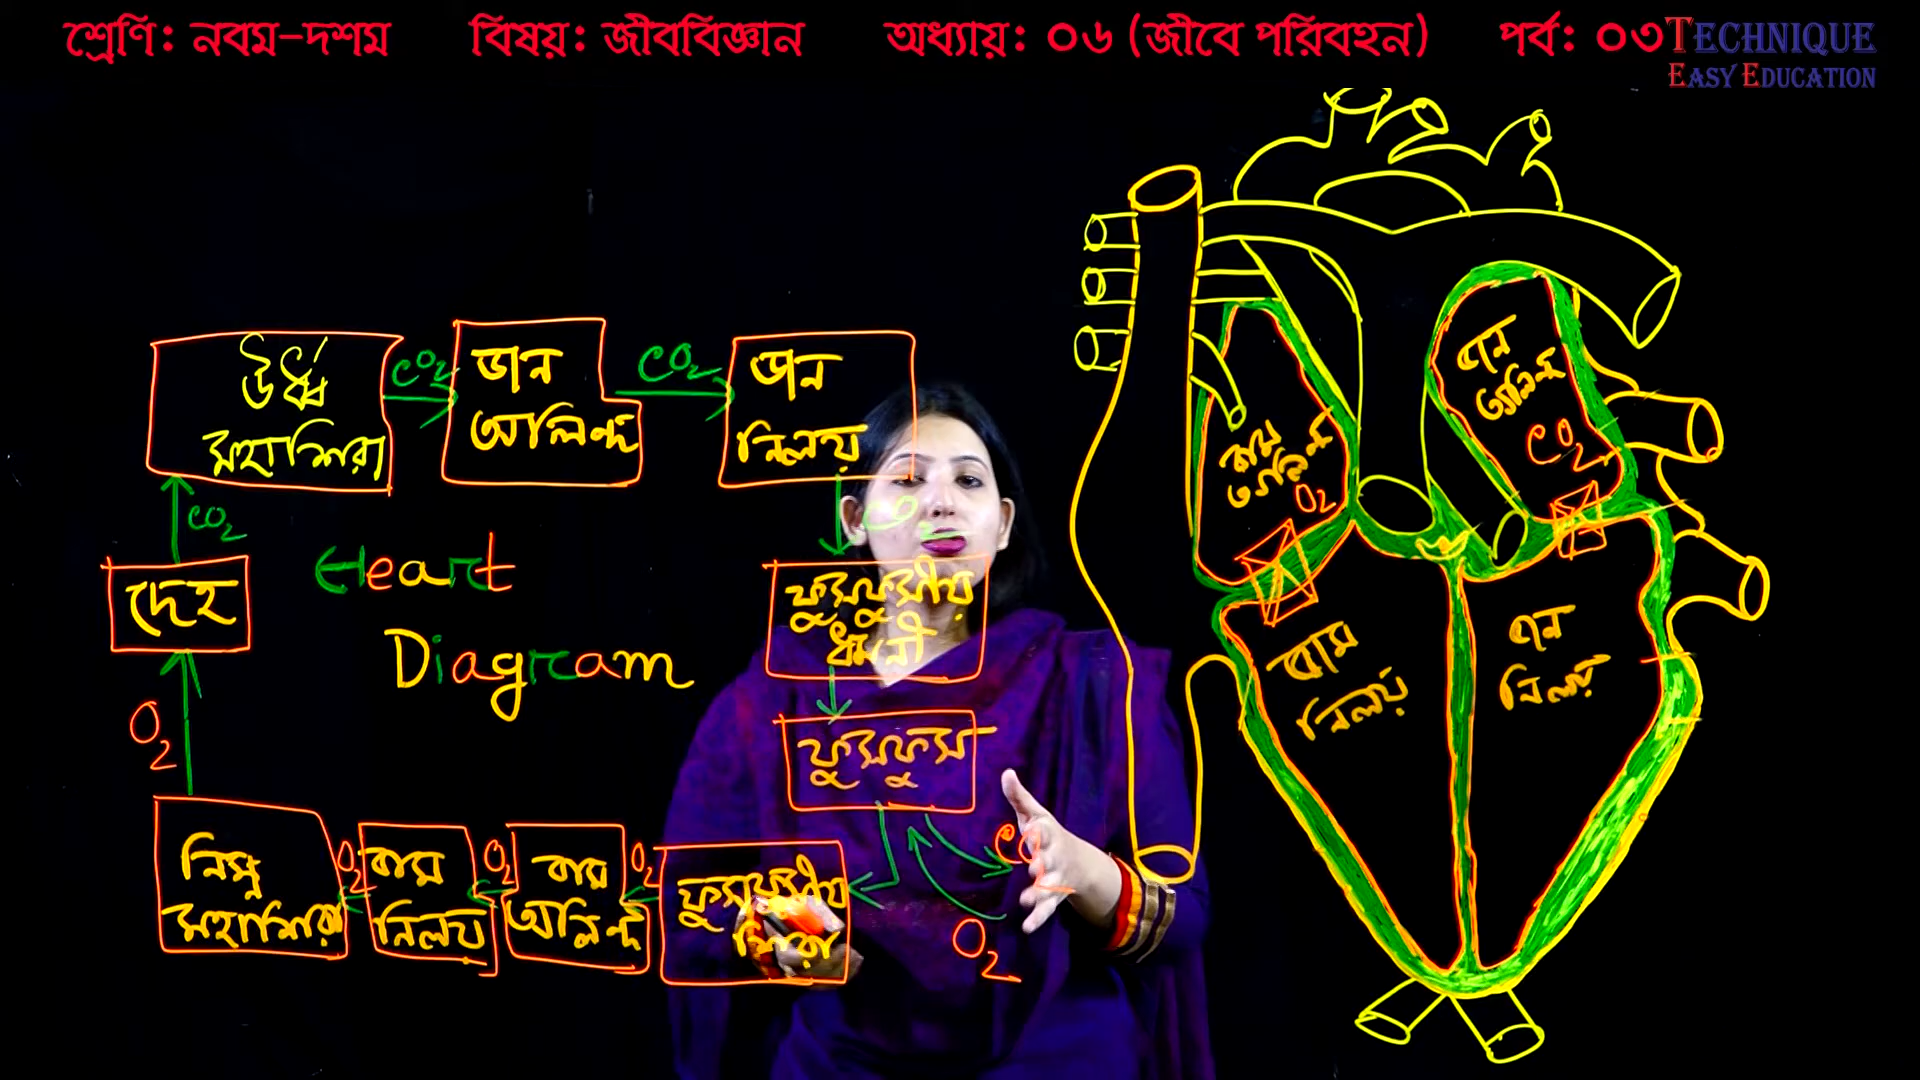 শ্রেণি: নবম-দশম বিষয়: জীববিজ্ঞান অধ্যায়: ০৬ (জীবে পরিবহন) পর্ব: ০৩
TECHNIQUE
EASY EDUCATION
উর্ধ্ব
মহাশিরা
CO2
ডান
অলিন্দ
CO2
ডান
নিলয়
CO2
CO2
দেহ
Heart
Diagram
ফুসফুসীয়
ধমনী
ফুসফুস
O2
O2
নিম্ন
মহাশিরা
O2
বাম
নিলয়
O2
বাম
অলিন্দ
O2
ফুসফুসীয়
শিরা
বাম
অলিন্দ
O2
ডান
অলিন্দ
CO2
বাম
নিলয়
ডান
নিলয়